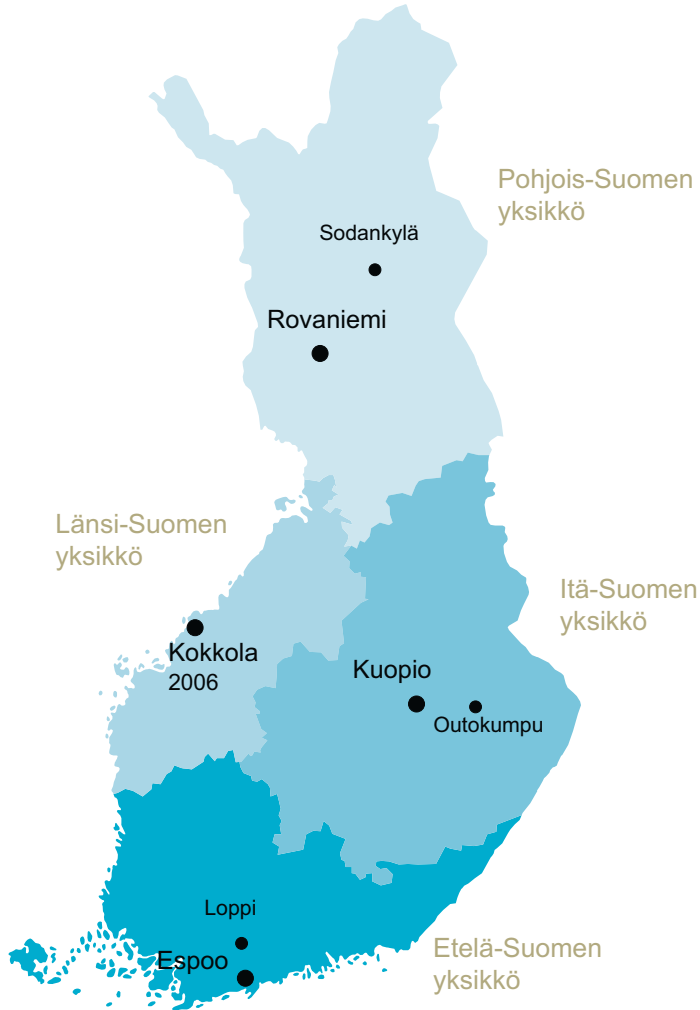 Pohjois-Suomen
yksikkö
Sodankylä
Rovaniemi
Länsi-Suomen
yksikkö
Itä-Suomen
yksikkö
Kokkola
2006
Kuopio
Outokumpu
Loppi
Espoo
Etelä-Suomen
yksikkö